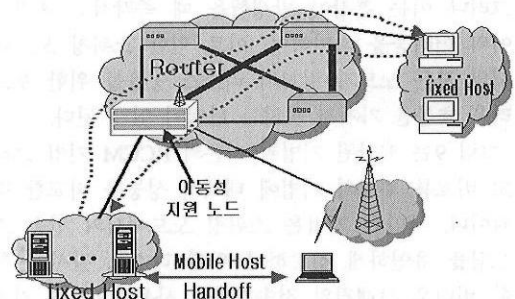 Router
fixed Host
이동성
지원 노드
Mobile Host
Handoff
fixed Host